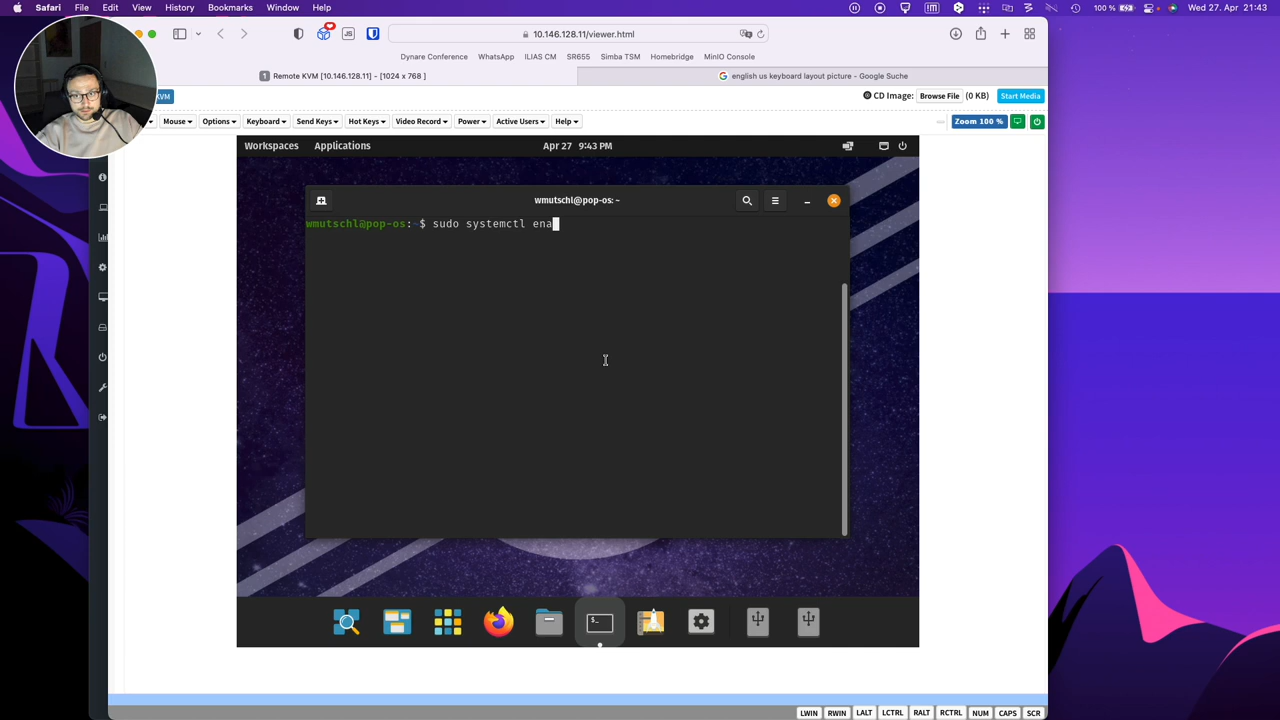 Safari File Edit View History Bookmarks Window Help
100 % Wed 27. Apr, 21:43
10.146.128.11/viewer.html
Dynare Conference WhatsApp ILIAS CM SR655 Simba TSM Homebridge MinIO Console
1 Remote KVM [10.146.128.11] - [1024 x 768 ]
english us keyboard layout picture - Google Suche
KVM
CD Image: Browse File (0 KB) Start Media
Mouse Options Keyboard Send Keys Hot Keys Video Record Power Active Users Help
Zoom 100 %
Workspaces Applications Apr 27 9:43 PM
wmutschl@pop-os: ~
wmutschl@pop-os:~$ sudo systemctl ena
LWIN RWIN LALT LCTRL RALT RCTRL NUM CAPS SCR